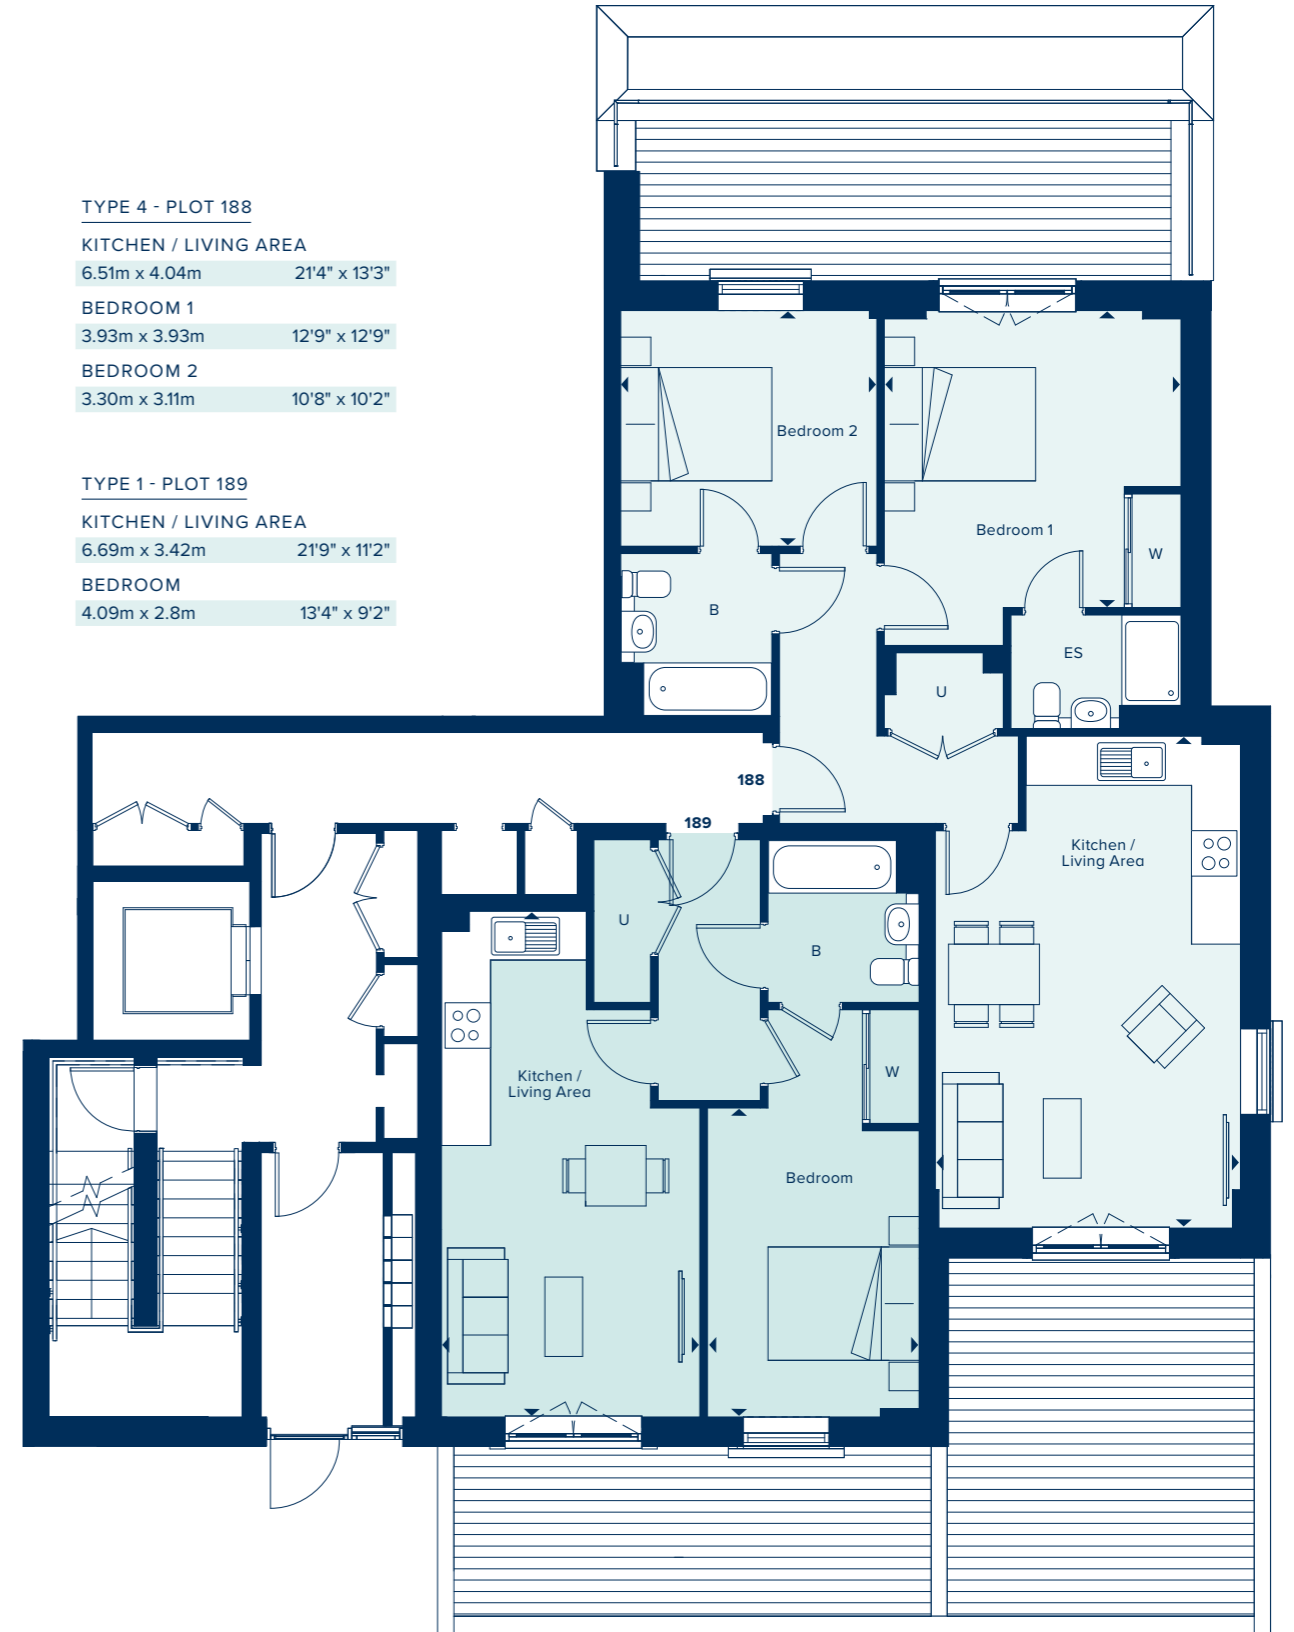 TYPE 4 - PLOT 188
KITCHEN / LIVING AREA
6.51m x 4.04m 21'4" x 13'3"
BEDROOM 1
3.93m x 3.93m 12'9" x 12'9"
BEDROOM 2
3.30m x 3.11m 10'8" x 10'2"
TYPE 1 - PLOT 189
KITCHEN / LIVING AREA
6.69m x 3.42m 21'9" x 11'2"
BEDROOM
4.09m x 2.8m 13'4" x 9'2"
Bedroom 2
Bedroom 1
W
B
ES
U
188
189
Kitchen /
Living Area
U
B
Kitchen /
Living Area
W
Bedroom